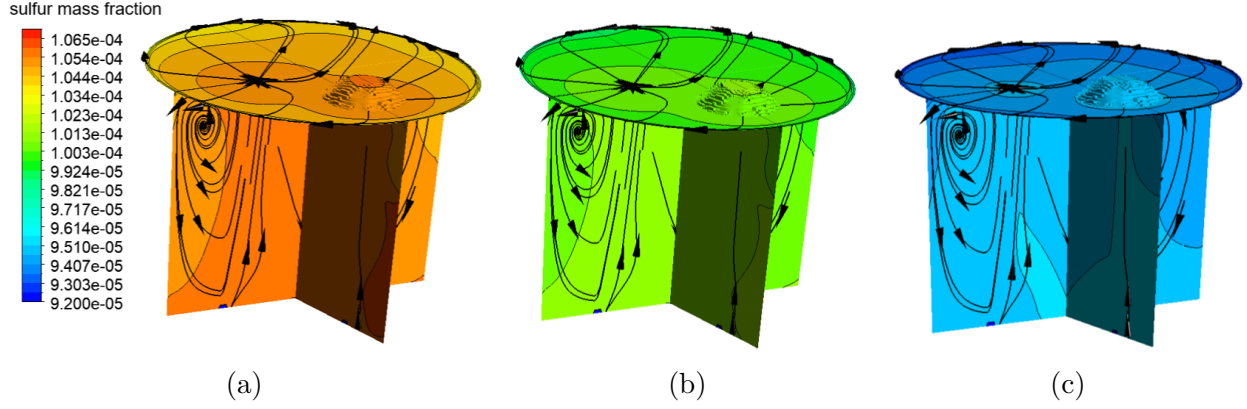 sulfur mass fraction
1.065e-04
1.054e-04
1.044e-04
1.034e-04
1.023e-04
1.013e-04
1.003e-04
9.924e-05
9.821e-05
9.717e-05
9.614e-05
9.510e-05
9.407e-05
9.303e-05
9.200e-05
(a)
(b)
(c)